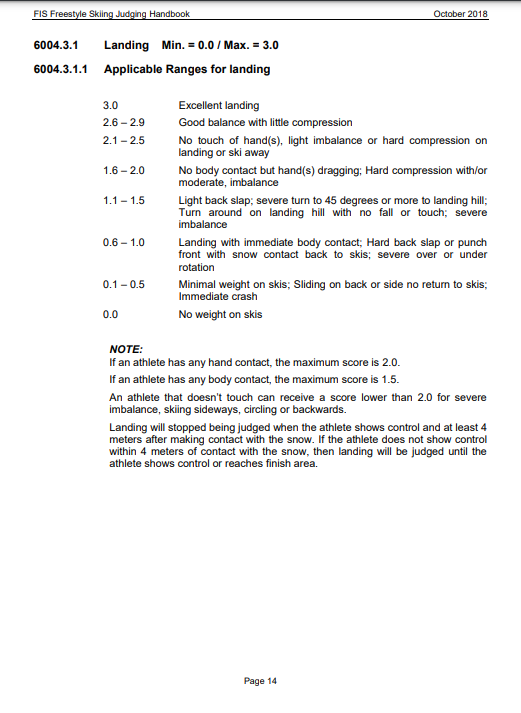 FIS Freestyle Skiing Judging Handbook October 2018
6004.3.1 Landing Min. = 0.0 / Max. = 3.0
6004.3.1.1 Applicable Ranges for landing
3.0 Excellent landing
2.6 – 2.9 Good balance with little compression
2.1 – 2.5 No touch of hand(s), light imbalance or hard compression on
landing or ski away
1.6 – 2.0 No body contact but hand(s) dragging; Hard compression with/or
moderate, imbalance
1.1 – 1.5 Light back slap; severe turn to 45 degrees or more to landing hill;
Turn around on landing hill with no fall or touch; severe
imbalance
0.6 – 1.0 Landing with immediate body contact; Hard back slap or punch
front with snow contact back to skis; severe over or under
rotation
0.1 – 0.5 Minimal weight on skis; Sliding on back or side no return to skis;
Immediate crash
0.0 No weight on skis
NOTE:
If an athlete has any hand contact, the maximum score is 2.0.
If an athlete has any body contact, the maximum score is 1.5.
An athlete that doesn't touch can receive a score lower than 2.0 for severe
imbalance, skiing sideways, circling or backwards.
Landing will stopped being judged when the athlete shows control and at least 4
meters after making contact with the snow. If the athlete does not show control
within 4 meters of contact with the snow, then landing will be judged until the
athlete shows control or reaches finish area.
Page 14